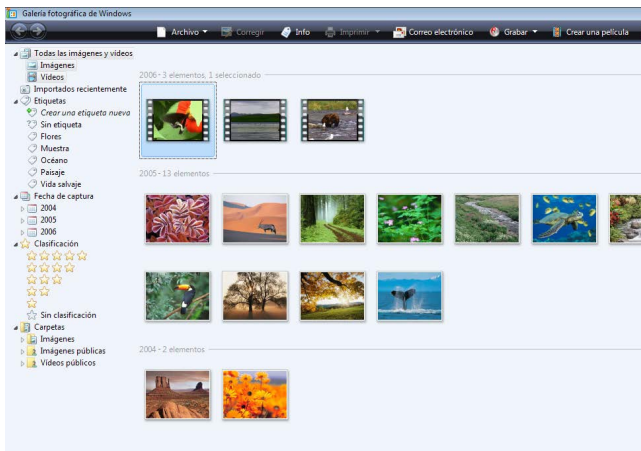 Galería fotográfica de Windows
Archivo Corregir Info Imprimir Correo electrónico Grabar Crear una película
Todas las imágenes y vídeos
Imágenes
Vídeos
Importados recientemente
Etiquetas
Crear una etiqueta nueva
Sin etiqueta
Flores
Muestra
Océano
Paisaje
Vida salvaje
Fecha de captura
2004
2005
2006
Clasificación
Sin clasificación
Carpetas
Imágenes
Imágenes públicas
Vídeos públicos
2006 - 3 elementos, 1 seleccionado
2005 - 13 elementos
2004 - 2 elementos